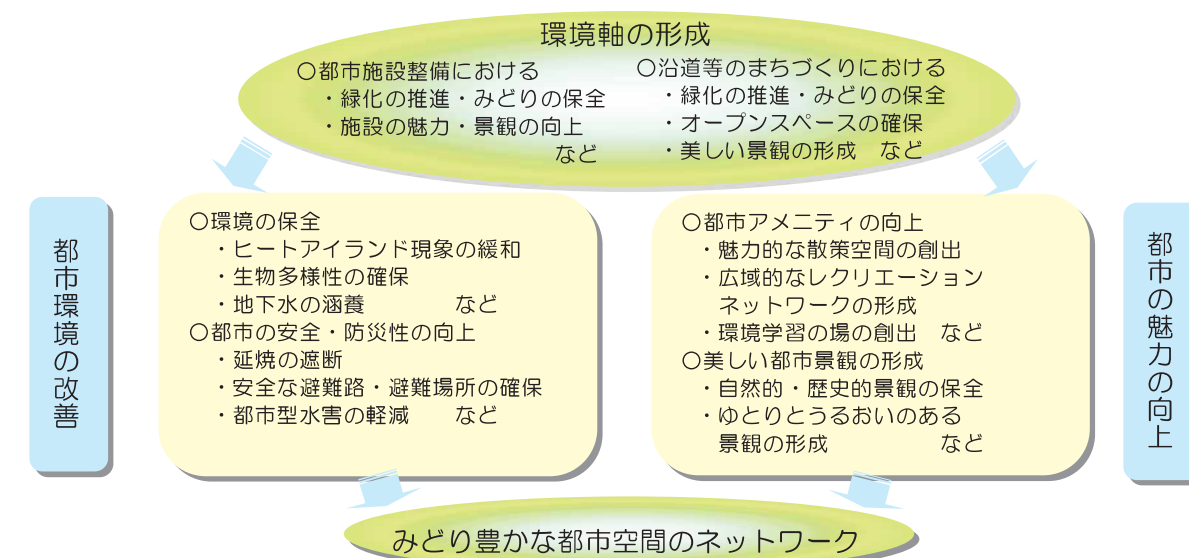 環境軸の形成
○都市施設整備における
・緑化の推進・みどりの保全
・施設の魅力・景観の向上
など
○沿道等のまちづくりにおける
・緑化の推進・みどりの保全
・オープンスペースの確保
・美しい景観の形成 など
都市環境の改善
○環境の保全
・ヒートアイランド現象の緩和
・生物多様性の確保
・地下水の涵養 など
○都市の安全・防災性の向上
・延焼の遮断
・安全な避難路・避難場所の確保
・都市型水害の軽減 など
○都市アメニティの向上
・魅力的な散策空間の創出
・広域的なレクリエーション
ネットワークの形成
・環境学習の場の創出 など
○美しい都市景観の形成
・自然的・歴史的景観の保全
・ゆとりとうるおいのある
景観の形成 など
都市の魅力の向上
みどり豊かな都市空間のネットワーク